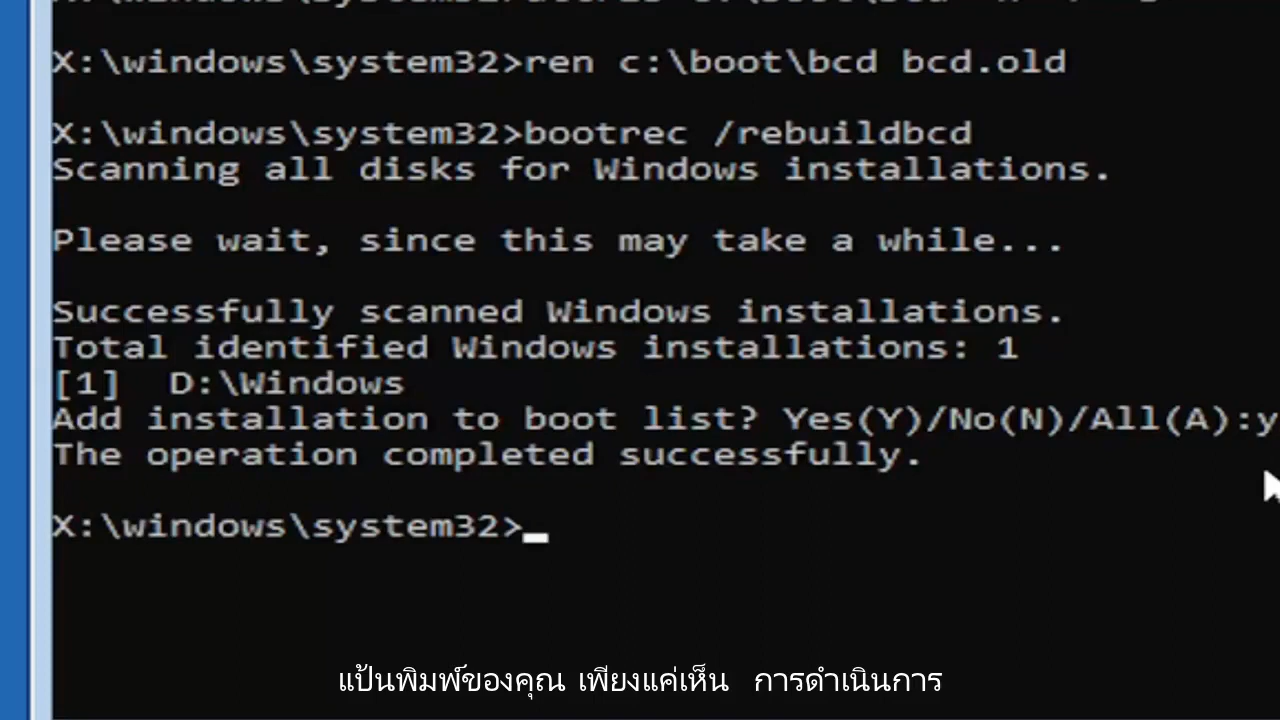 X:\windows\system32>ren c:\boot\bcd bcd.old
X:\windows\system32>bootrec /rebuildbcd
Scanning all disks for Windows installations.
Please wait, since this may take a while...
Successfully scanned Windows installations.
Total identified Windows installations: 1
[1]  D:\Windows
Add installation to boot list? Yes(Y)/No(N)/All(A):y
The operation completed successfully.
X:\windows\system32>
แป้นพิมพ์ของคุณ เพียงแค่เห็น  การดำเนินการ